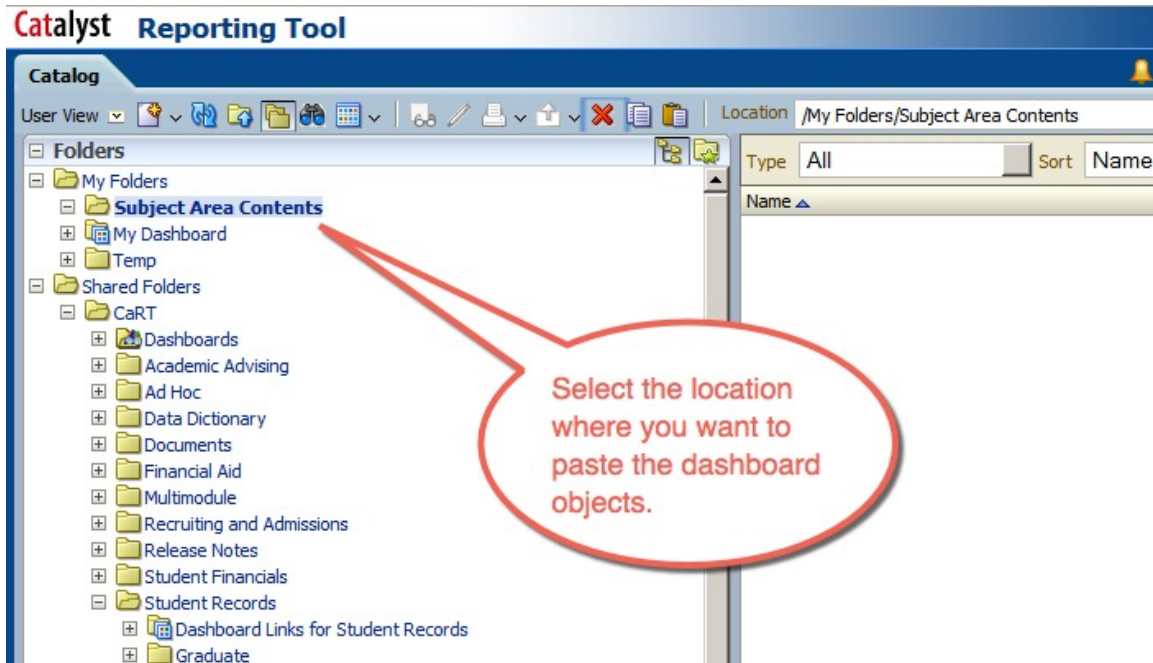 Catalyst Reporting Tool
Catalog
User View
Location /My Folders/Subject Area Contents
Folders
Type All Sort Name
My Folders
Name
Subject Area Contents
My Dashboard
Temp
Shared Folders
CaRT
Dashboards
Academic Advising
Ad Hoc
Data Dictionary
Documents
Financial Aid
Multimodule
Recruiting and Admissions
Release Notes
Student Financials
Student Records
Dashboard Links for Student Records
Graduate
Select the location
where you want to
paste the dashboard
objects.